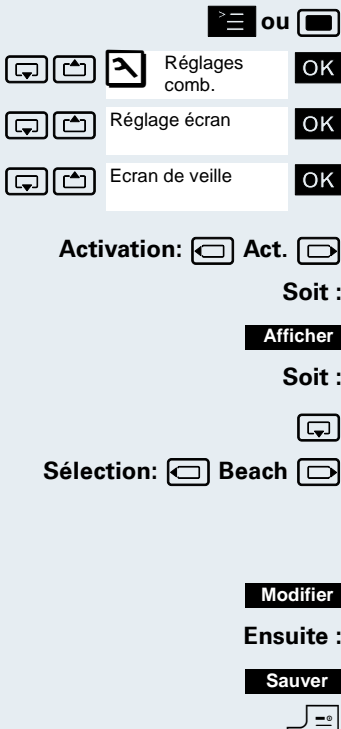 ou
Réglages OK
comb.
Réglage écran OK
Ecran de veille OK
Activation: Act.
Soit :
Afficher
Soit :
Sélection: Beach
Modifier
Ensuite :
Sauver